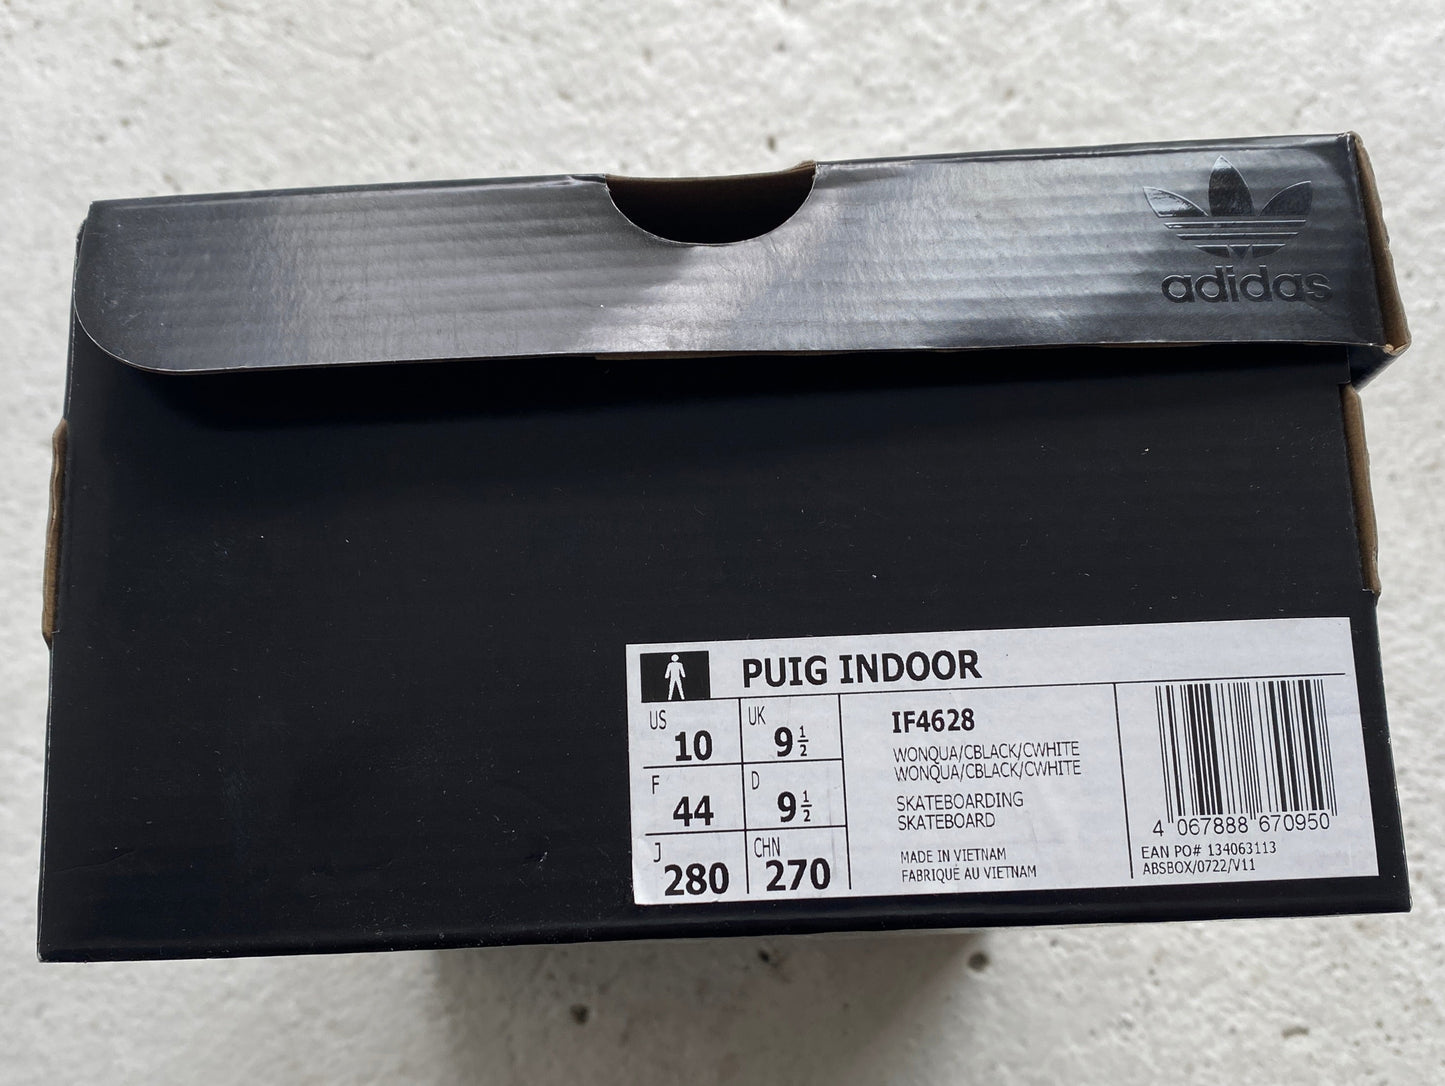 adidas
PUIG INDOOR
US 10 UK 9 1/2
F 44 D 9 1/2
J 280 CHN 270
IF4628
WONQUA/CBLACK/CWHITE
WONQUA/CBLACK/CWHITE
SKATEBOARDING
SKATEBOARD
MADE IN VIETNAM
FABRIQUÉ AU VIETNAM
4 067888 670950
EAN PO# 134063113
ABSBOX/0722/V11